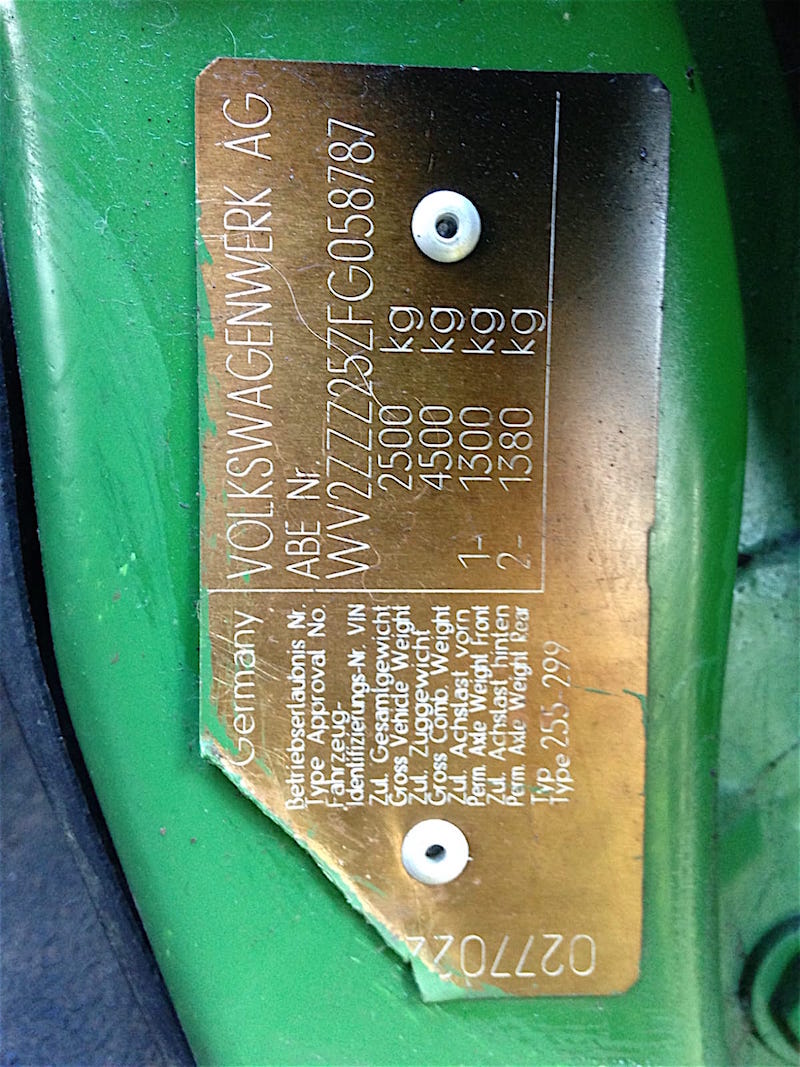 Germany VOLKSWAGENWERK AG
Betriebserlaubnis Nr. ABE Nr.
Type Approval No.
Fahrzeug-
Identifizierungs-Nr. VIN WV2ZZZ25ZFG058787
Zul. Gesamtgewicht
Gross Vehicle Weight 2500 kg
Zul. Zuggewicht
Gross Comb. Weight 4500 kg
Zul. Achslast vorn
Perm. Axle Weight Front 1- 1300 kg
Zul. Achslast hinten
Perm. Axle Weight Rear 2- 1380 kg
Typ
Type 255-299
027702